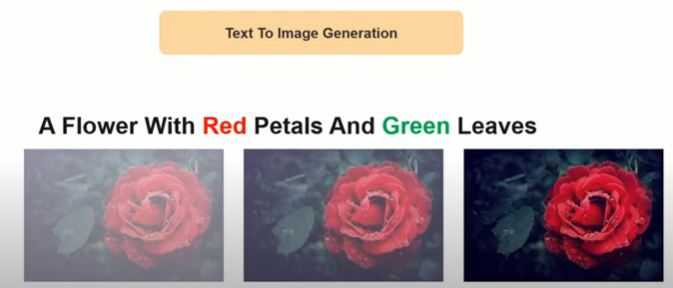 Text To Image Generation
A Flower With Red Petals And Green Leaves